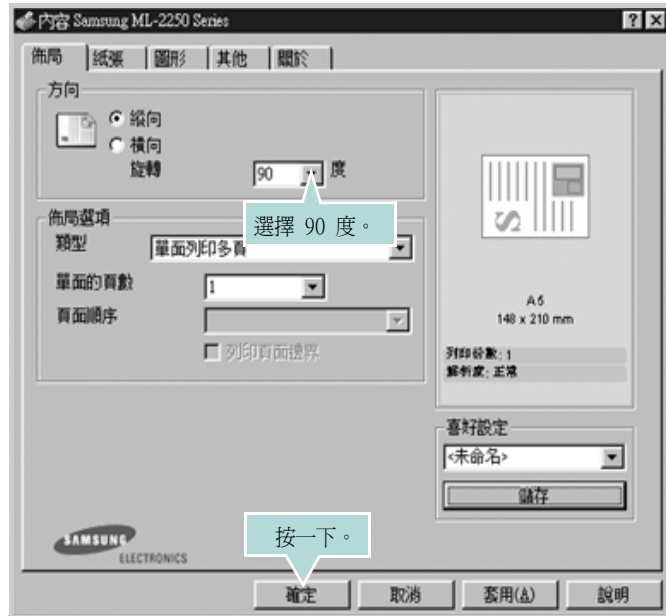 內容 Samsung ML-2250 Series
佈局 紙張 圖形 其他 關於
方向
縱向
橫向
旋轉 90 度
選擇 90 度。
佈局選項
類型 單面列印多頁
單面的頁數 1
頁面順序
列印頁面邊界
A5
148 x 210 mm
列印份數: 1
解析度: 正常
喜好設定
<未命名>
儲存
SAMSUNG
ELECTRONICS
按一下。
確定 取消 套用(A) 說明